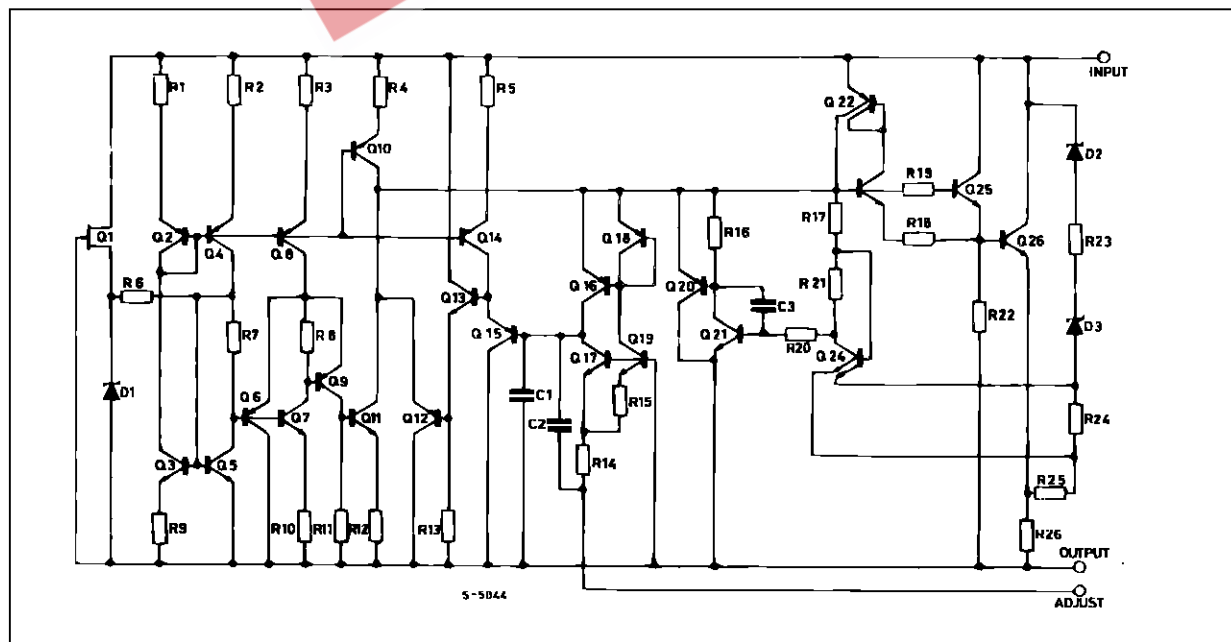 INPUT
R1
R2
R3
R4
R5
Q22
Q10
D2
R19
Q25
R17
R18
Q1
Q2
Q4
Q8
Q14
Q18
R16
Q26
R23
R6
Q13
Q16
Q20
C3
R21
R22
D3
R7
R8
Q15
Q19
Q21
R20
Q24
Q9
Q17
D1
Q6
Q7
Q11
Q12
C1
R15
C2
R24
Q3
Q5
R14
R25
R9
R10
R11
R12
R13
R26
OUTPUT
S-5844
ADJUST